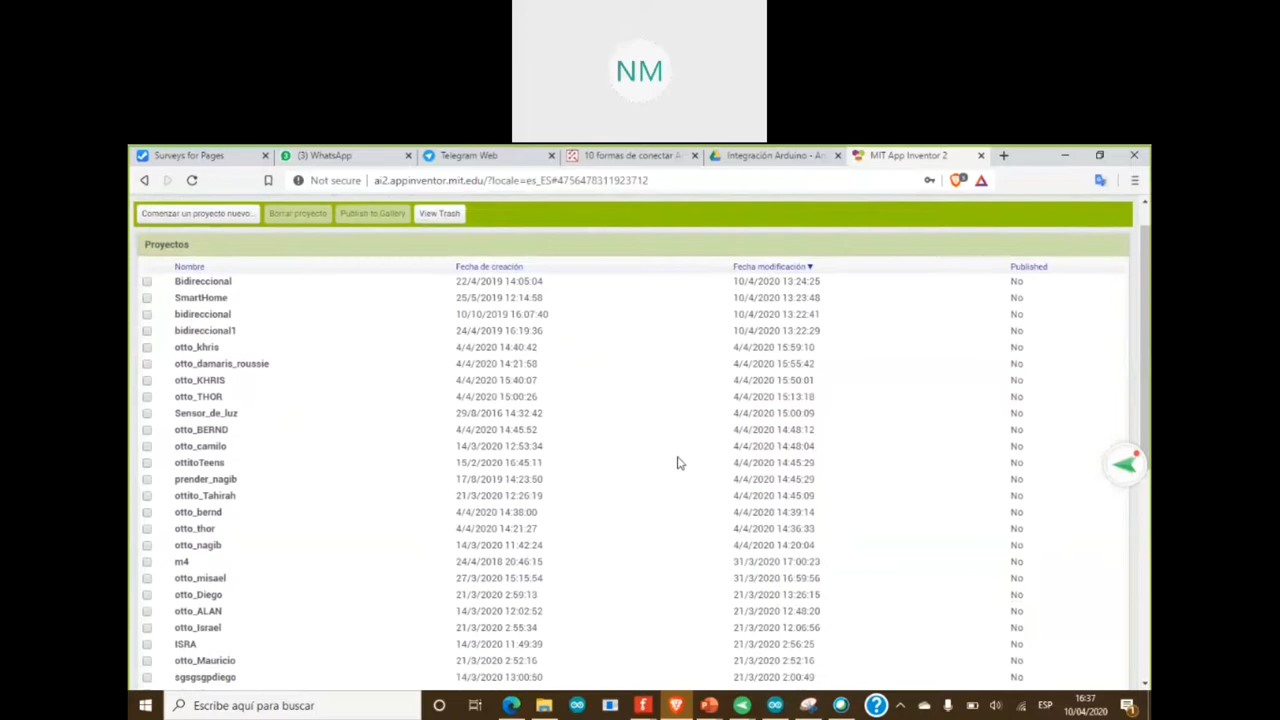 NM
Surveys for Pages
(3) WhatsApp
Telegram Web
10 formas de conectar A
Integración Arduino - An
MIT App Inventor 2
Not secure
ai2.appinventor.mit.edu/?locale=es_ES#4756478311923712
Comenzar un proyecto nuevo...
Borrar proyecto
Publish to Gallery
View Trash
Proyectos
Nombre Fecha de creación Fecha modificación ▼ Published
Bidireccional 22/4/2019 14:05:04 10/4/2020 13:24:25 No
SmartHome 25/5/2019 12:14:58 10/4/2020 13:23:48 No
bidireccional 10/10/2019 16:07:40 10/4/2020 13:22:41 No
bidireccional1 24/4/2019 16:19:36 10/4/2020 13:22:29 No
otto_khris 4/4/2020 14:40:42 4/4/2020 15:59:10 No
otto_damaris_roussie 4/4/2020 14:21:58 4/4/2020 15:55:42 No
otto_KHRIS 4/4/2020 15:40:07 4/4/2020 15:50:01 No
otto_THOR 4/4/2020 15:00:26 4/4/2020 15:13:18 No
Sensor_de_luz 29/8/2016 14:32:42 4/4/2020 15:00:09 No
otto_BERND 4/4/2020 14:45:52 4/4/2020 14:48:12 No
otto_camilo 14/3/2020 12:53:34 4/4/2020 14:48:04 No
ottitoTeens 15/2/2020 16:45:11 4/4/2020 14:45:29 No
prender_nagib 17/8/2019 14:23:50 4/4/2020 14:45:29 No
ottito_Tahirah 21/3/2020 12:26:19 4/4/2020 14:45:09 No
otto_bernd 4/4/2020 14:38:00 4/4/2020 14:39:14 No
otto_thor 4/4/2020 14:21:27 4/4/2020 14:36:33 No
otto_nagib 14/3/2020 11:42:24 4/4/2020 14:20:04 No
m4 24/4/2018 20:46:15 31/3/2020 17:00:23 No
otto_misael 27/3/2020 15:15:54 31/3/2020 16:59:56 No
otto_Diego 21/3/2020 2:59:13 21/3/2020 13:26:15 No
otto_ALAN 14/3/2020 12:02:52 21/3/2020 12:48:20 No
otto_Israel 21/3/2020 2:55:34 21/3/2020 12:06:56 No
ISRA 14/3/2020 11:49:39 21/3/2020 2:56:25 No
otto_Mauricio 21/3/2020 2:52:16 21/3/2020 2:52:16 No
sgsgsgpdiego 14/3/2020 13:00:50 21/3/2020 2:00:49 No
Escribe aquí para buscar
ESP
16:37
10/04/2020